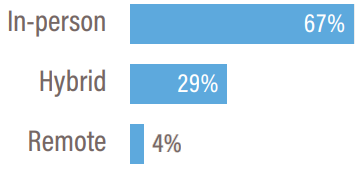 In-person 67%
Hybrid 29%
Remote 4%